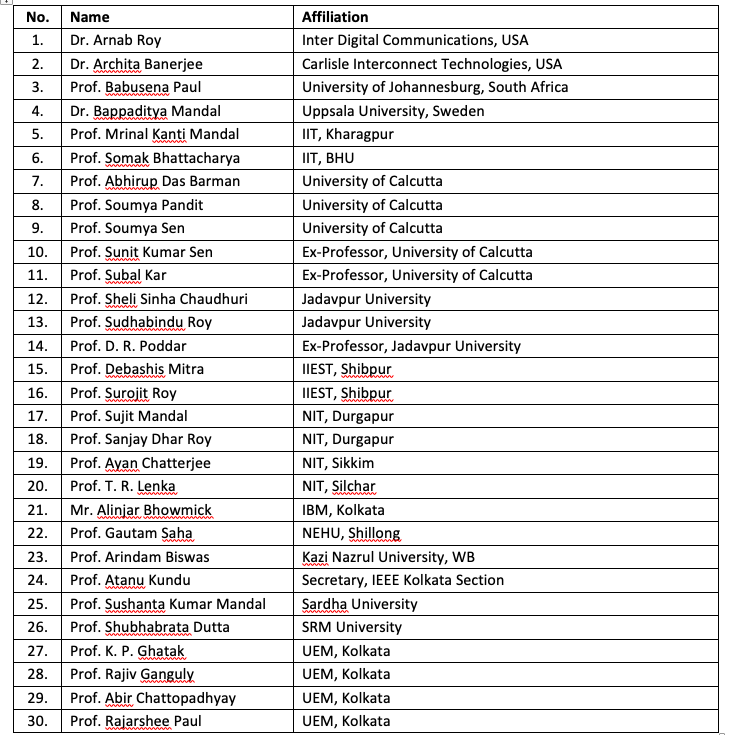 No. Name Affiliation
1. Dr. Arnab Roy Inter Digital Communications, USA
2. Dr. Archita Banerjee Carlisle Interconnect Technologies, USA
3. Prof. Babusena Paul University of Johannesburg, South Africa
4. Dr. Bappaditya Mandal Uppsala University, Sweden
5. Prof. Mrinal Kanti Mandal IIT, Kharagpur
6. Prof. Somak Bhattacharya IIT, BHU
7. Prof. Abhirup Das Barman University of Calcutta
8. Prof. Soumya Pandit University of Calcutta
9. Prof. Soumya Sen University of Calcutta
10. Prof. Sunit Kumar Sen Ex-Professor, University of Calcutta
11. Prof. Subal Kar Ex-Professor, University of Calcutta
12. Prof. Sheli Sinha Chaudhuri Jadavpur University
13. Prof. Sudhabindu Roy Jadavpur University
14. Prof. D. R. Poddar Ex-Professor, Jadavpur University
15. Prof. Debashis Mitra IIEST, Shibpur
16. Prof. Surojit Roy IIEST, Shibpur
17. Prof. Sujit Mandal NIT, Durgapur
18. Prof. Sanjay Dhar Roy NIT, Durgapur
19. Prof. Ayan Chatterjee NIT, Sikkim
20. Prof. T. R. Lenka NIT, Silchar
21. Mr. Alinjar Bhowmick IBM, Kolkata
22. Prof. Gautam Saha NEHU, Shillong
23. Prof. Arindam Biswas Kazi Nazrul University, WB
24. Prof. Atanu Kundu Secretary, IEEE Kolkata Section
25. Prof. Sushanta Kumar Mandal Sardha University
26. Prof. Shubhabrata Dutta SRM University
27. Prof. K. P. Ghatak UEM, Kolkata
28. Prof. Rajiv Ganguly UEM, Kolkata
29. Prof. Abir Chattopadhyay UEM, Kolkata
30. Prof. Rajarshee Paul UEM, Kolkata